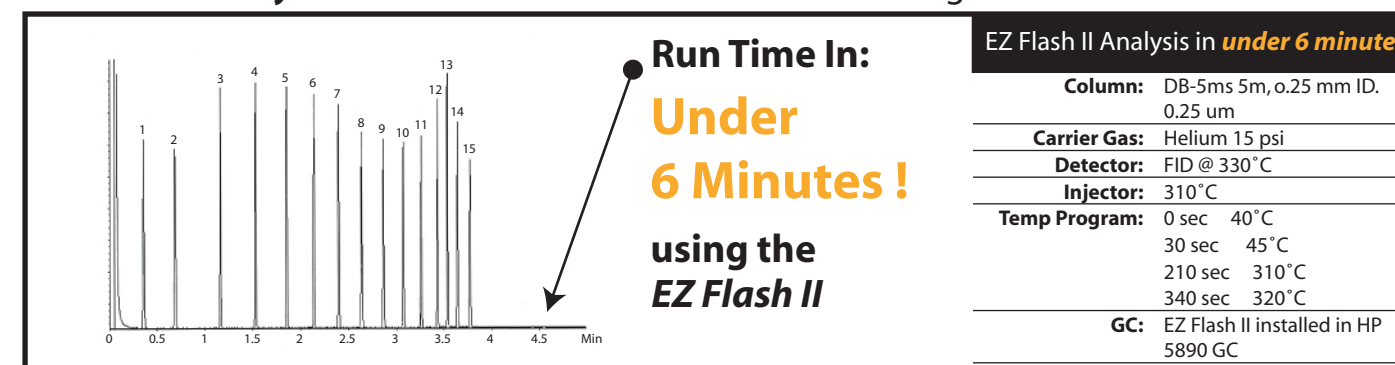 Run Time In:
Under
6 Minutes !
using the
EZ Flash II
1
2
3
4
5
6
7
8
9
10
11
12
13
14
15
0
0.5
1
1.5
2
2.5
3
3.5
4
4.5
Min
EZ Flash II Analysis in under 6 minute
Column: DB-5ms 5m, o.25 mm ID.
0.25 um
Carrier Gas: Helium 15 psi
Detector: FID @ 330˚C
Injector: 310˚C
Temp Program: 0 sec 40˚C
30 sec 45˚C
210 sec 310˚C
340 sec 320˚C
GC: EZ Flash II installed in HP
5890 GC